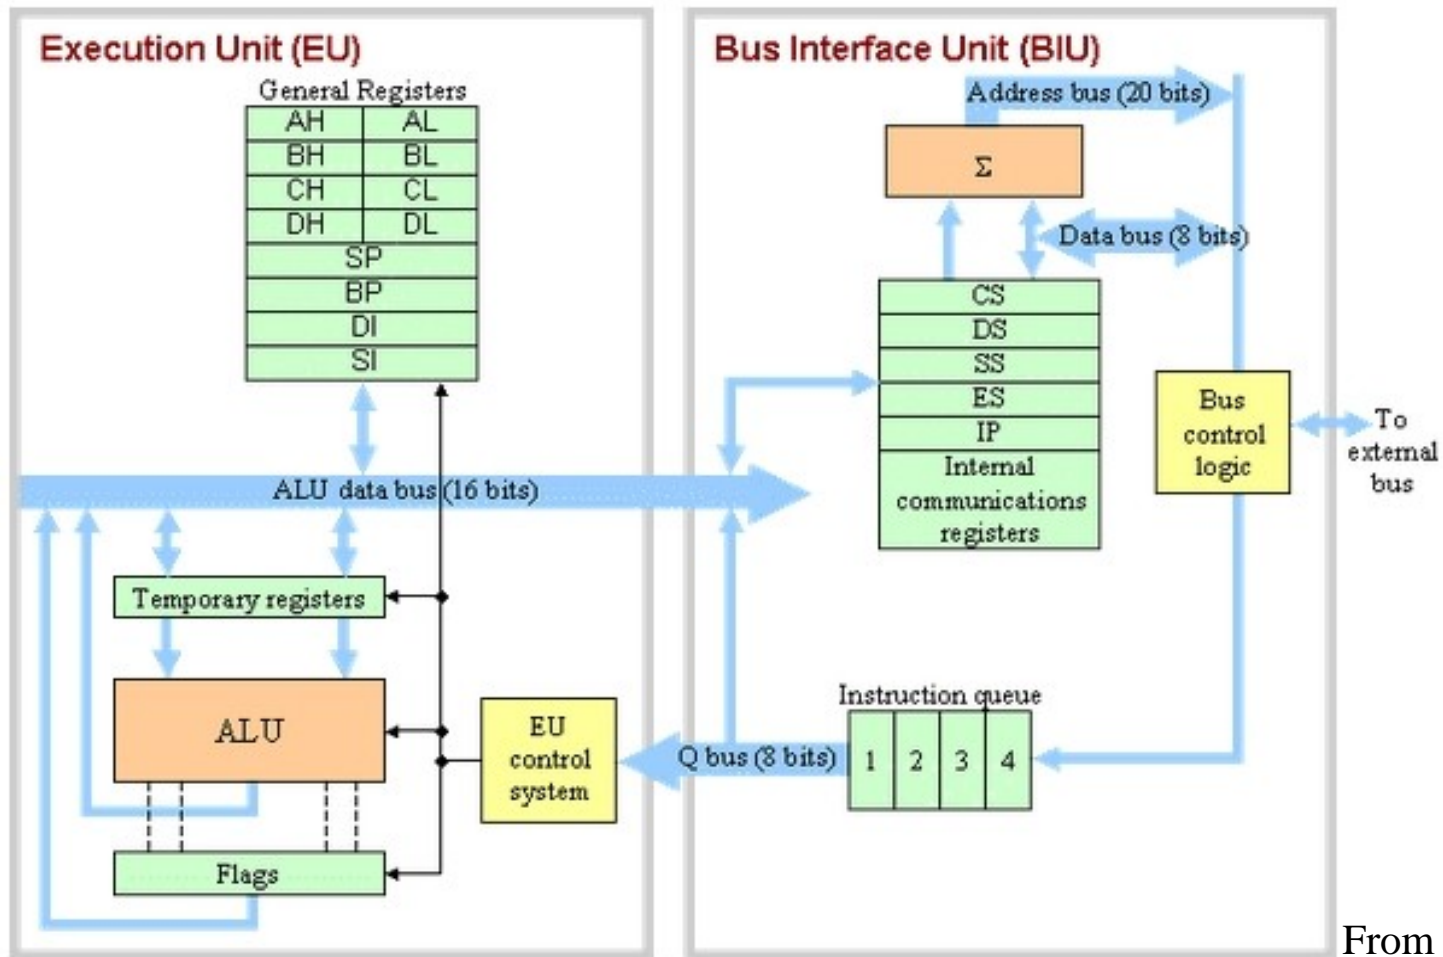 Execution Unit (EU)
General Registers
AH AL
BH BL
CH CL
DH DL
SP
BP
DI
SI
ALU data bus (16 bits)
Temporary registers
ALU
Flags
EU
control
system
Bus Interface Unit (BIU)
Address bus (20 bits)
Σ
Data bus (8 bits)
CS
DS
SS
ES
IP
Internal
communications
registers
Bus
control
logic
To
external
bus
Instruction queue
Q bus (8 bits)
1 2 3 4
From